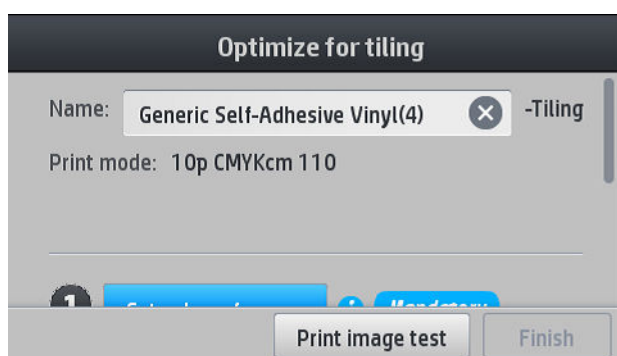 Optimize for tiling
Name: Generic Self-Adhesive Vinyl(4) -Tiling
Print mode: 10p CMYKcm 110
1 Mandatory
Print image test Finish